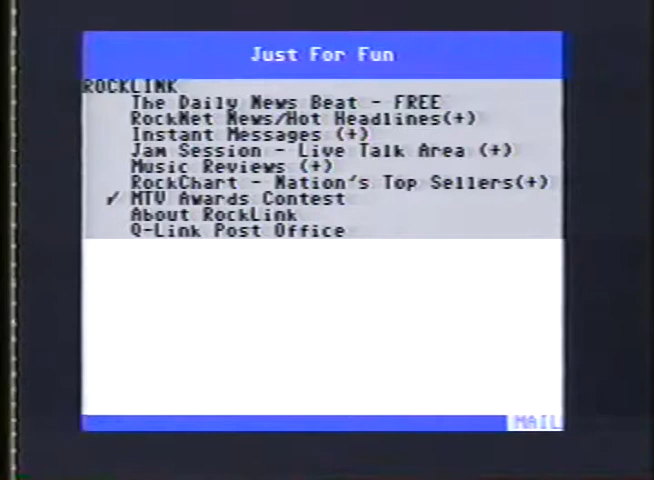 Just For Fun
ROCKLINK
The Daily News Beat - FREE
RockNet News/Hot Headlines(+)
Instant Messages (+)
Jam Session - Live Talk Area (+)
Music Reviews (+)
RockChart - Nation's Top Sellers(+)
✓ MTV Awards Contest
About RockLink
Q-Link Post Office
MAIL